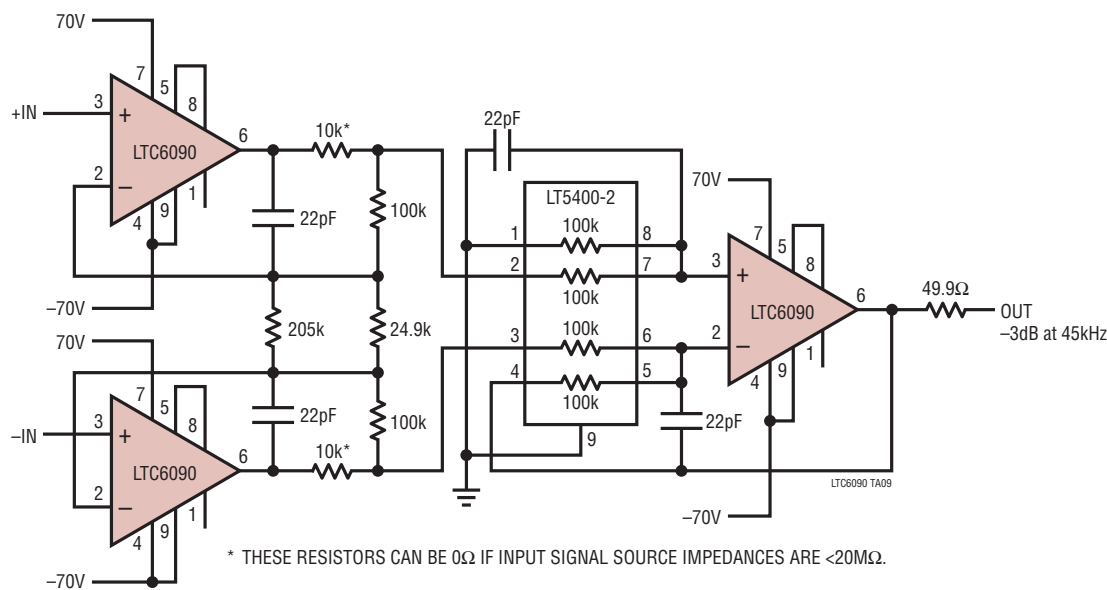 70V
7
5
8
+IN
3
+
LTC6090
6
2
–
1
4
9
–70V
10k*
22pF
100k
205k
24.9k
70V
7
5
8
–IN
3
+
LTC6090
6
2
–
1
4
9
–70V
22pF
100k
10k*
22pF
LT5400-2
1
100k
8
2
100k
7
3
100k
6
4
100k
5
9
22pF
70V
7
5
8
3
+
LTC6090
6
2
–
1
4
9
–70V
49.9Ω
OUT
–3dB at 45kHz
LTC6090 TA09
* THESE RESISTORS CAN BE 0Ω IF INPUT SIGNAL SOURCE IMPEDANCES ARE <20MΩ.